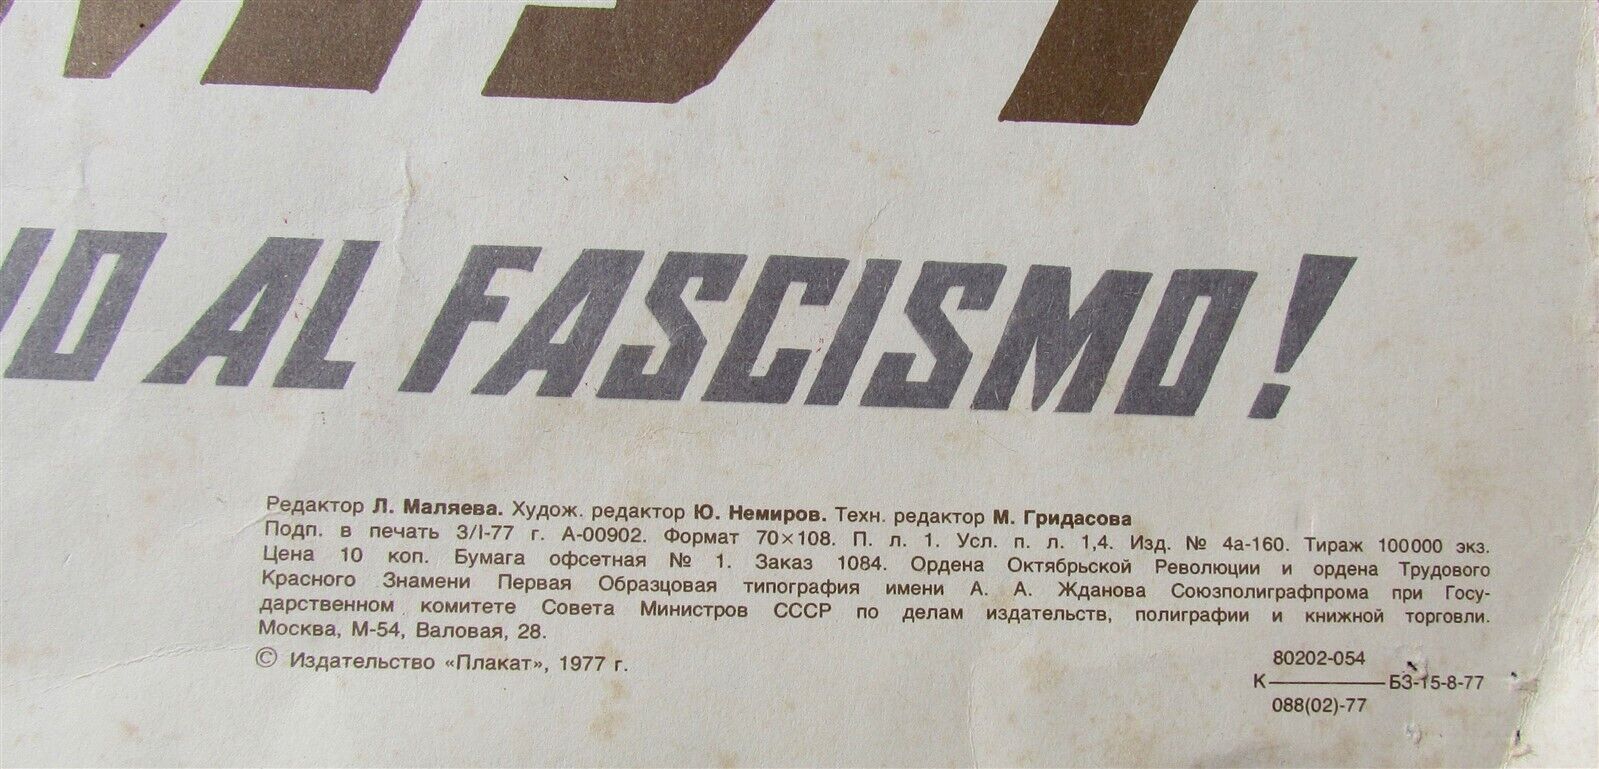 AL FASCISMO!
Редактор Л. Маляева. Худож. редактор Ю. Немиров. Техн. редактор М. Гридасова
Подп. в печать 3/I-77 г. А-00902. Формат 70×108. П. л. 1. Усл. п. л. 1,4. Изд. № 4а-160. Тираж 100000 экз.
Цена 10 коп. Бумага офсетная № 1. Заказ 1084. Ордена Октябрьской Революции и ордена Трудового
Красного Знамени Первая Образцовая типография имени А. А. Жданова Союзполиграфпрома при Госу-
дарственном комитете Совета Министров СССР по делам издательств, полиграфии и книжной торговли.
Москва, М-54, Валовая, 28.
© Издательство «Плакат», 1977 г.
80202-054
К — БЗ-15-8-77
088(02)-77